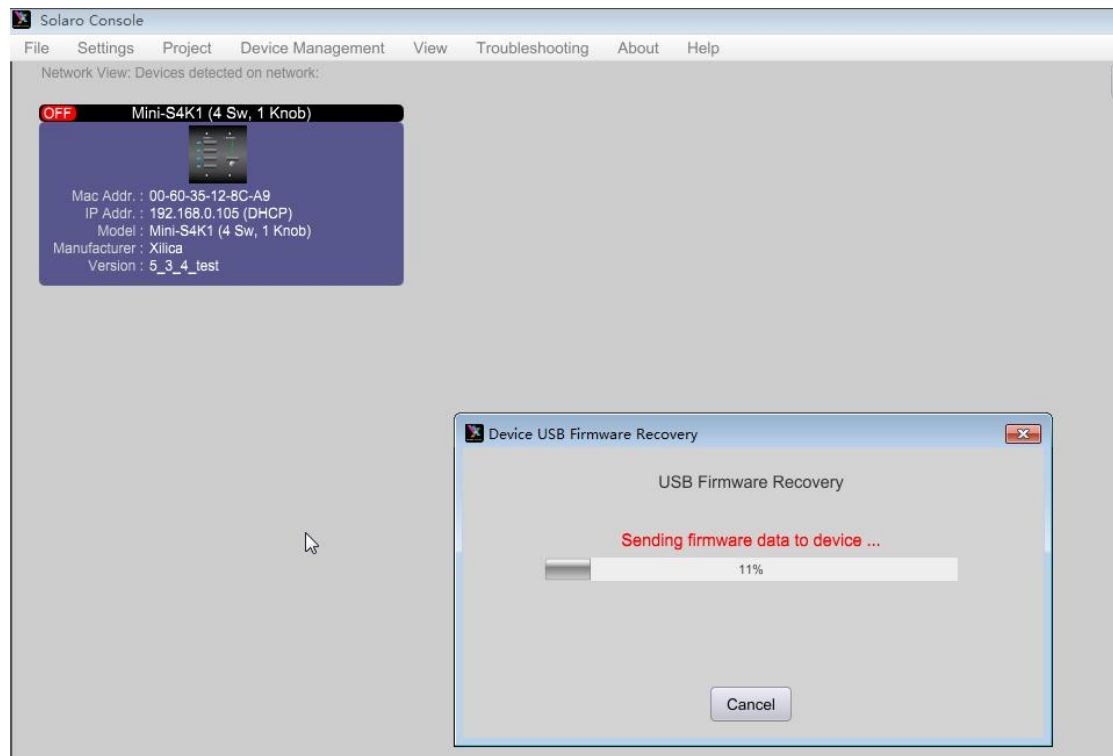 Solaro Console
File Settings Project Device Management View Troubleshooting About Help
Network View: Devices detected on network:
OFF Mini-S4K1 (4 Sw, 1 Knob)
Mac Addr. : 00-60-35-12-8C-A9
IP Addr. : 192.168.0.105 (DHCP)
Model : Mini-S4K1 (4 Sw, 1 Knob)
Manufacturer : Xilica
Version : 5_3_4_test
Device USB Firmware Recovery
USB Firmware Recovery
Sending firmware data to device ...
11%
Cancel